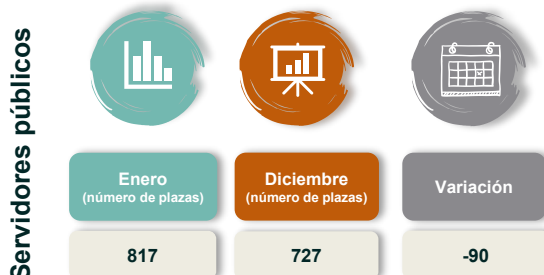 Servidores públicos
Enero
(número de plazas)
Diciembre
(número de plazas)
Variación
817
727
-90